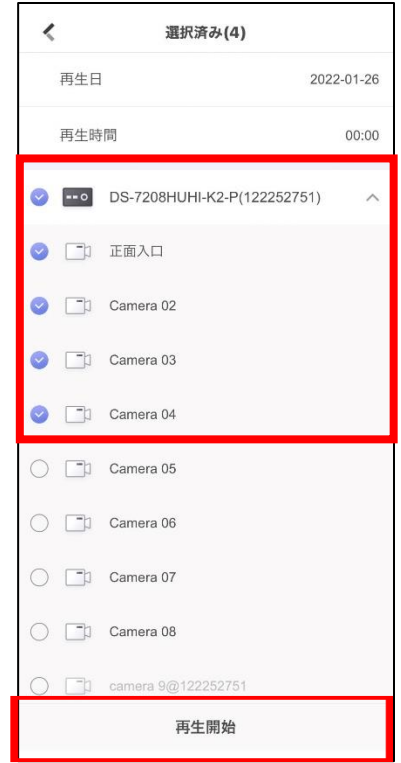 選択済み(4)
再生日 2022-01-26
再生時間 00:00
DS-7208HUHI-K2-P(122252751)
正面入口
Camera 02
Camera 03
Camera 04
Camera 05
Camera 06
Camera 07
Camera 08
camera 9@122252751
再生開始